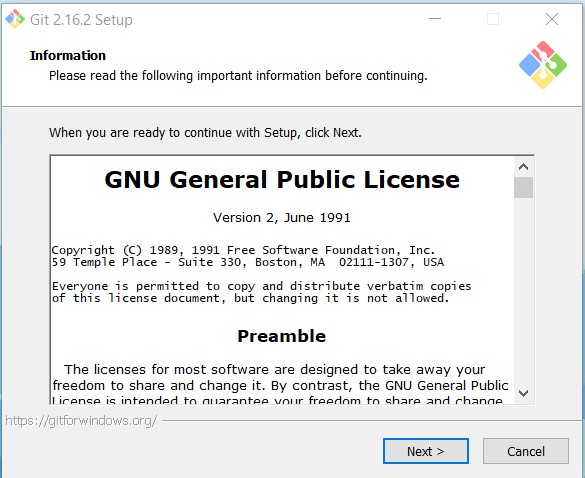 Git 2.16.2 Setup
Information
Please read the following important information before continuing.
When you are ready to continue with Setup, click Next.
GNU General Public License
Version 2, June 1991
Copyright (C) 1989, 1991 Free Software Foundation, Inc.
59 Temple Place - Suite 330, Boston, MA  02111-1307, USA
Everyone is permitted to copy and distribute verbatim copies
of this license document, but changing it is not allowed.
Preamble
The licenses for most software are designed to take away your
freedom to share and change it. By contrast, the GNU General Public
License is intended to guarantee your freedom to share and change
https://gitforwindows.org/
Next >
Cancel